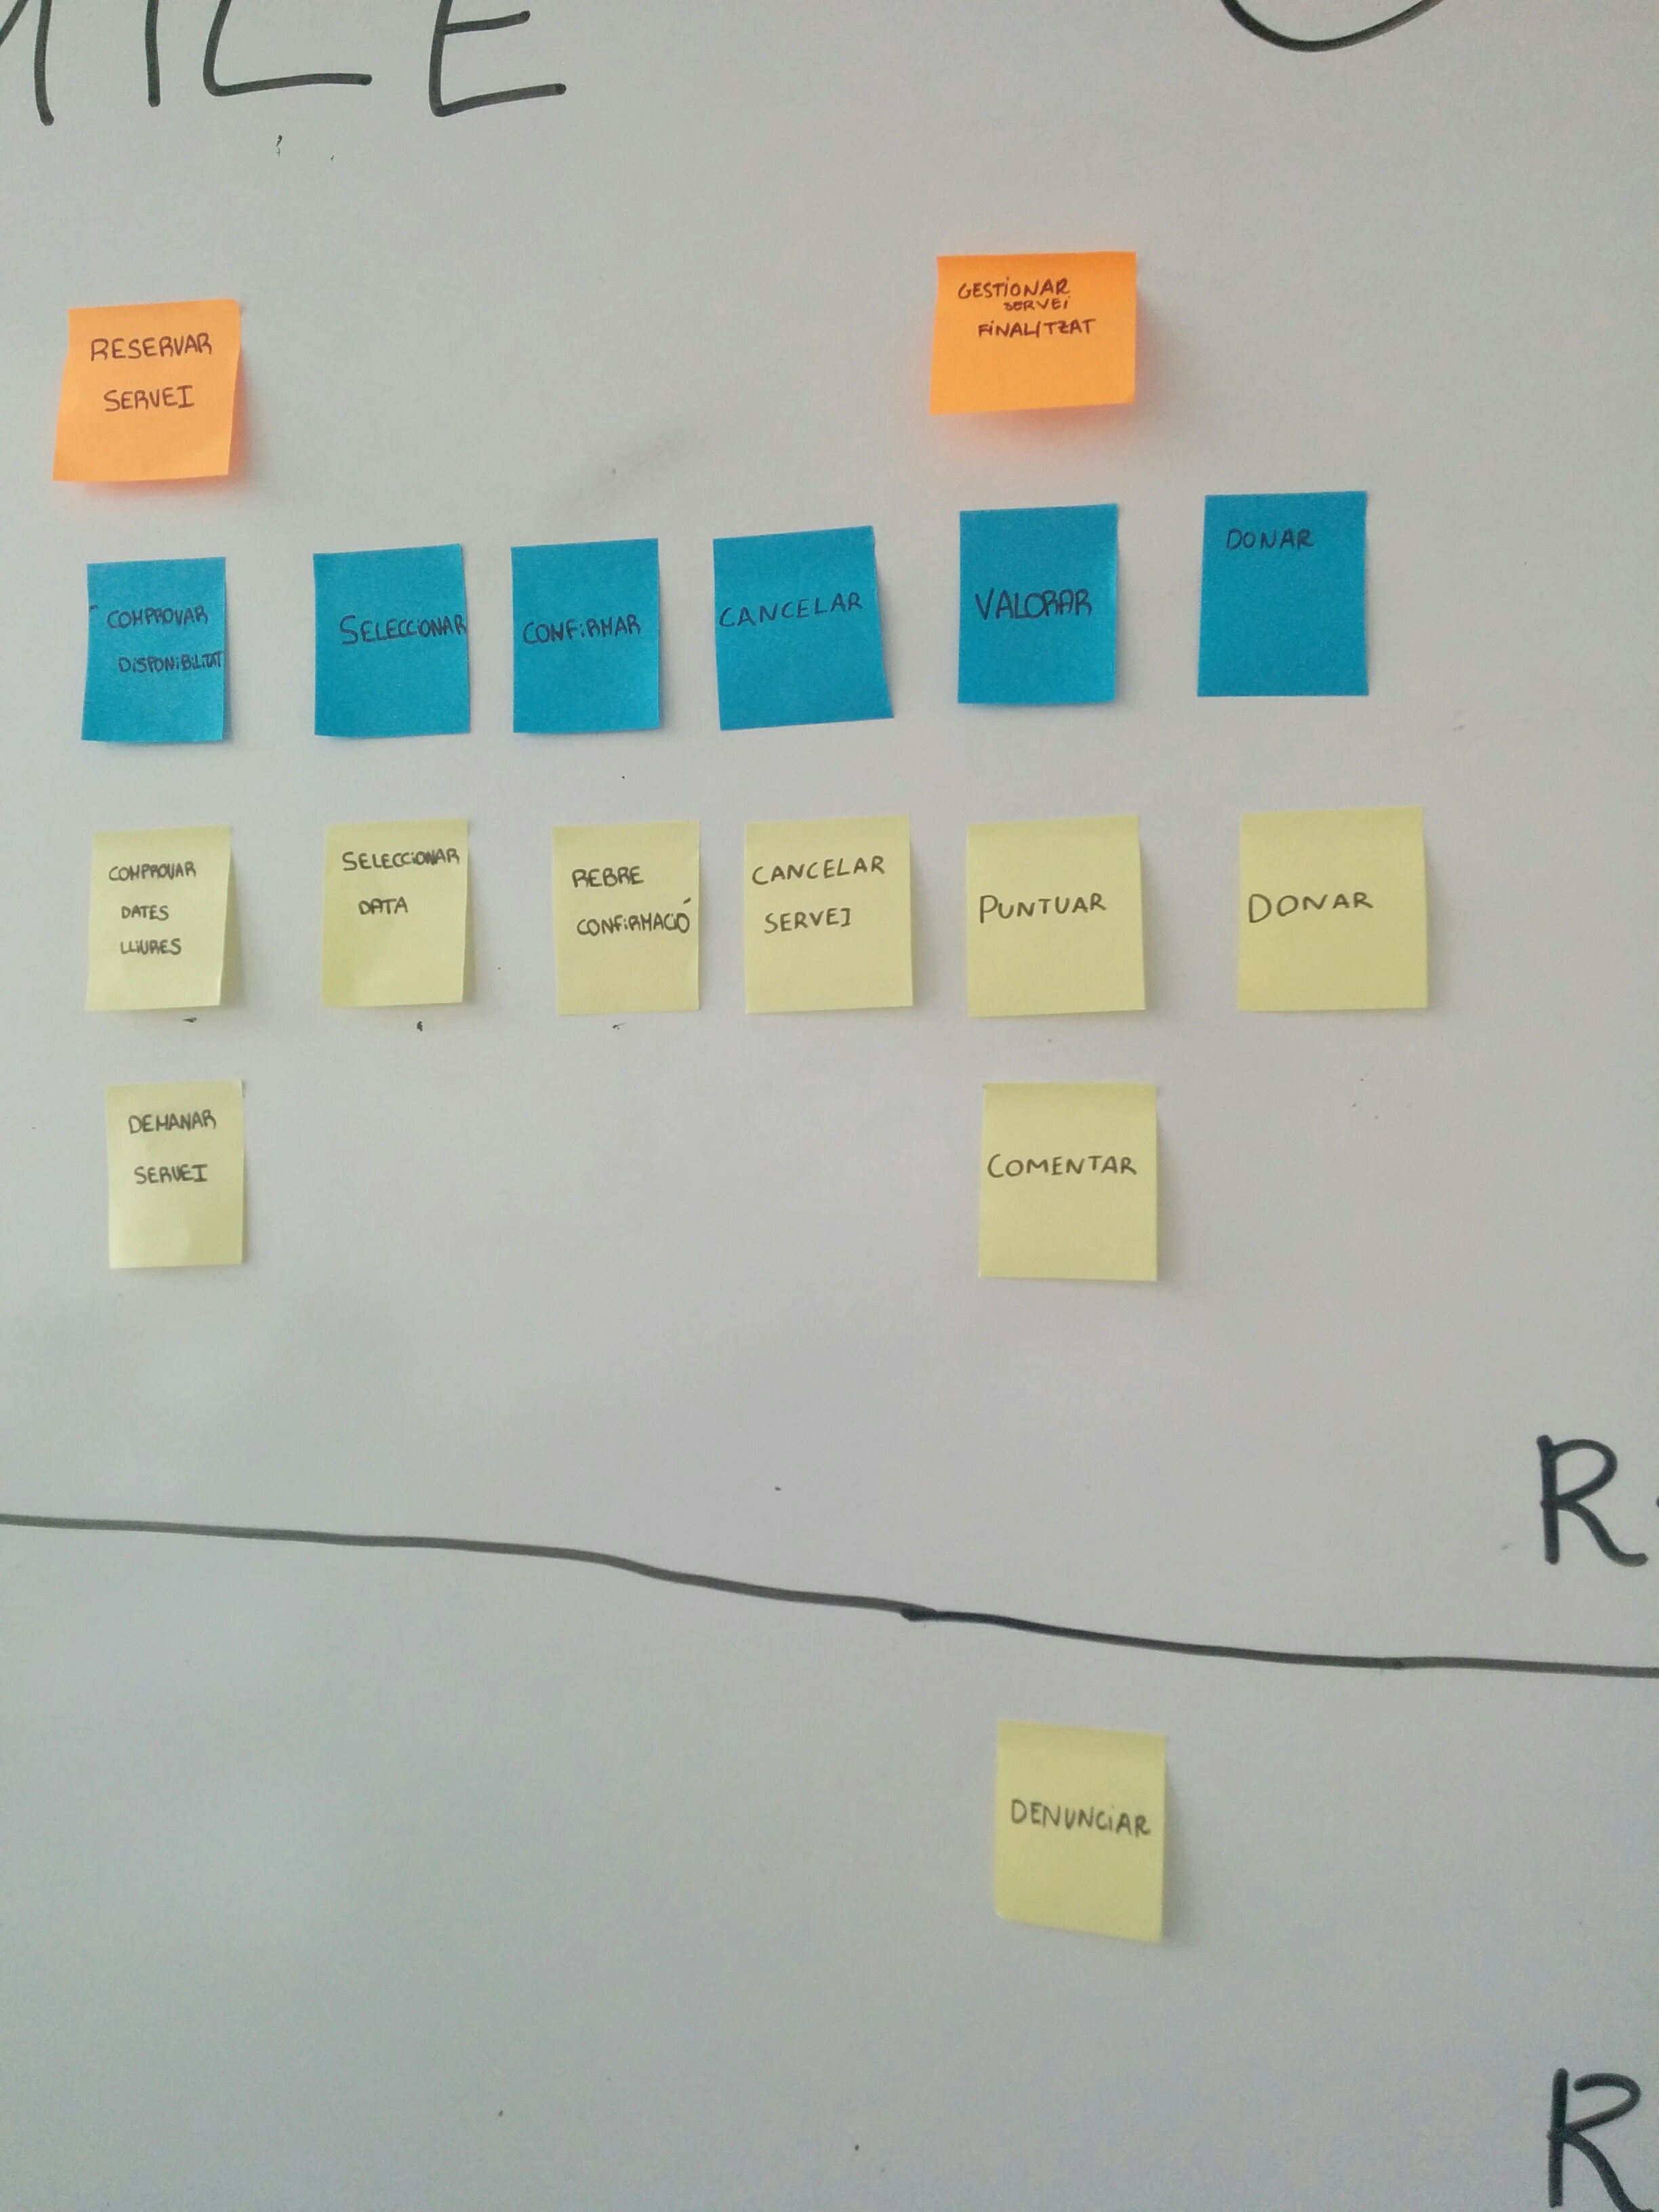 ILE
RESERVAR
SERVEI
GESTIONAR
SERVEI
FINALITZAT
COMPROVAR
DISPONIBILITAT
SELECCIONAR
CONFIRMAR
CANCELAR
VALORAR
DONAR
COMPROVAR
DATES
LLIURES
SELECCIONAR
DATA
REBRE
CONFIRMACIÓ
CANCELAR
SERVEI
PUNTUAR
DONAR
DEMANAR
SERVEI
COMENTAR
R
DENUNCIAR
R